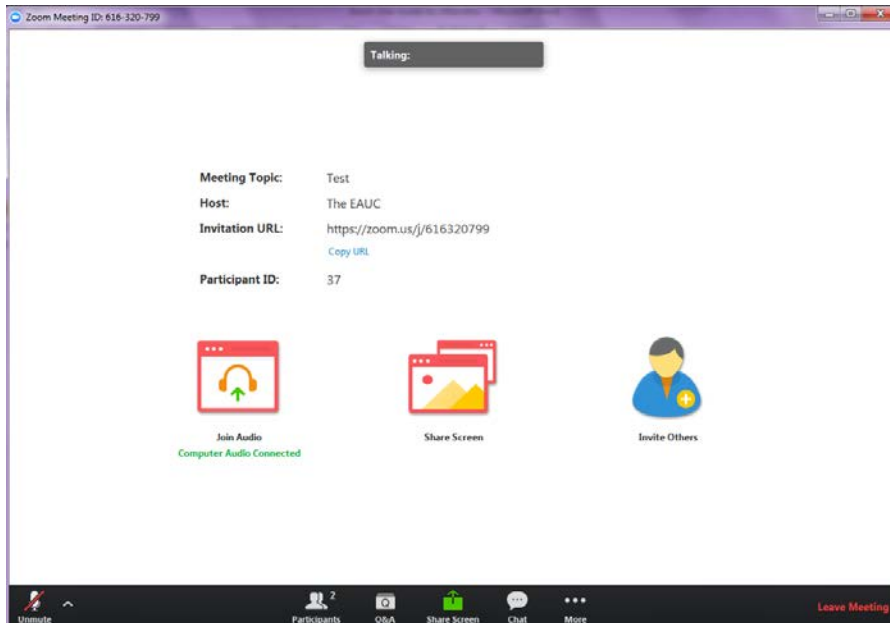 Zoom Meeting ID: 616-320-799
Talking:
Meeting Topic: Test
Host: The EAUC
Invitation URL: https://zoom.us/j/616320799
Copy URL
Participant ID: 37
Join Audio Share Screen Invite Others
Computer Audio Connected
Unmute Participants 2 Q&A Share Screen Chat More Leave Meeting